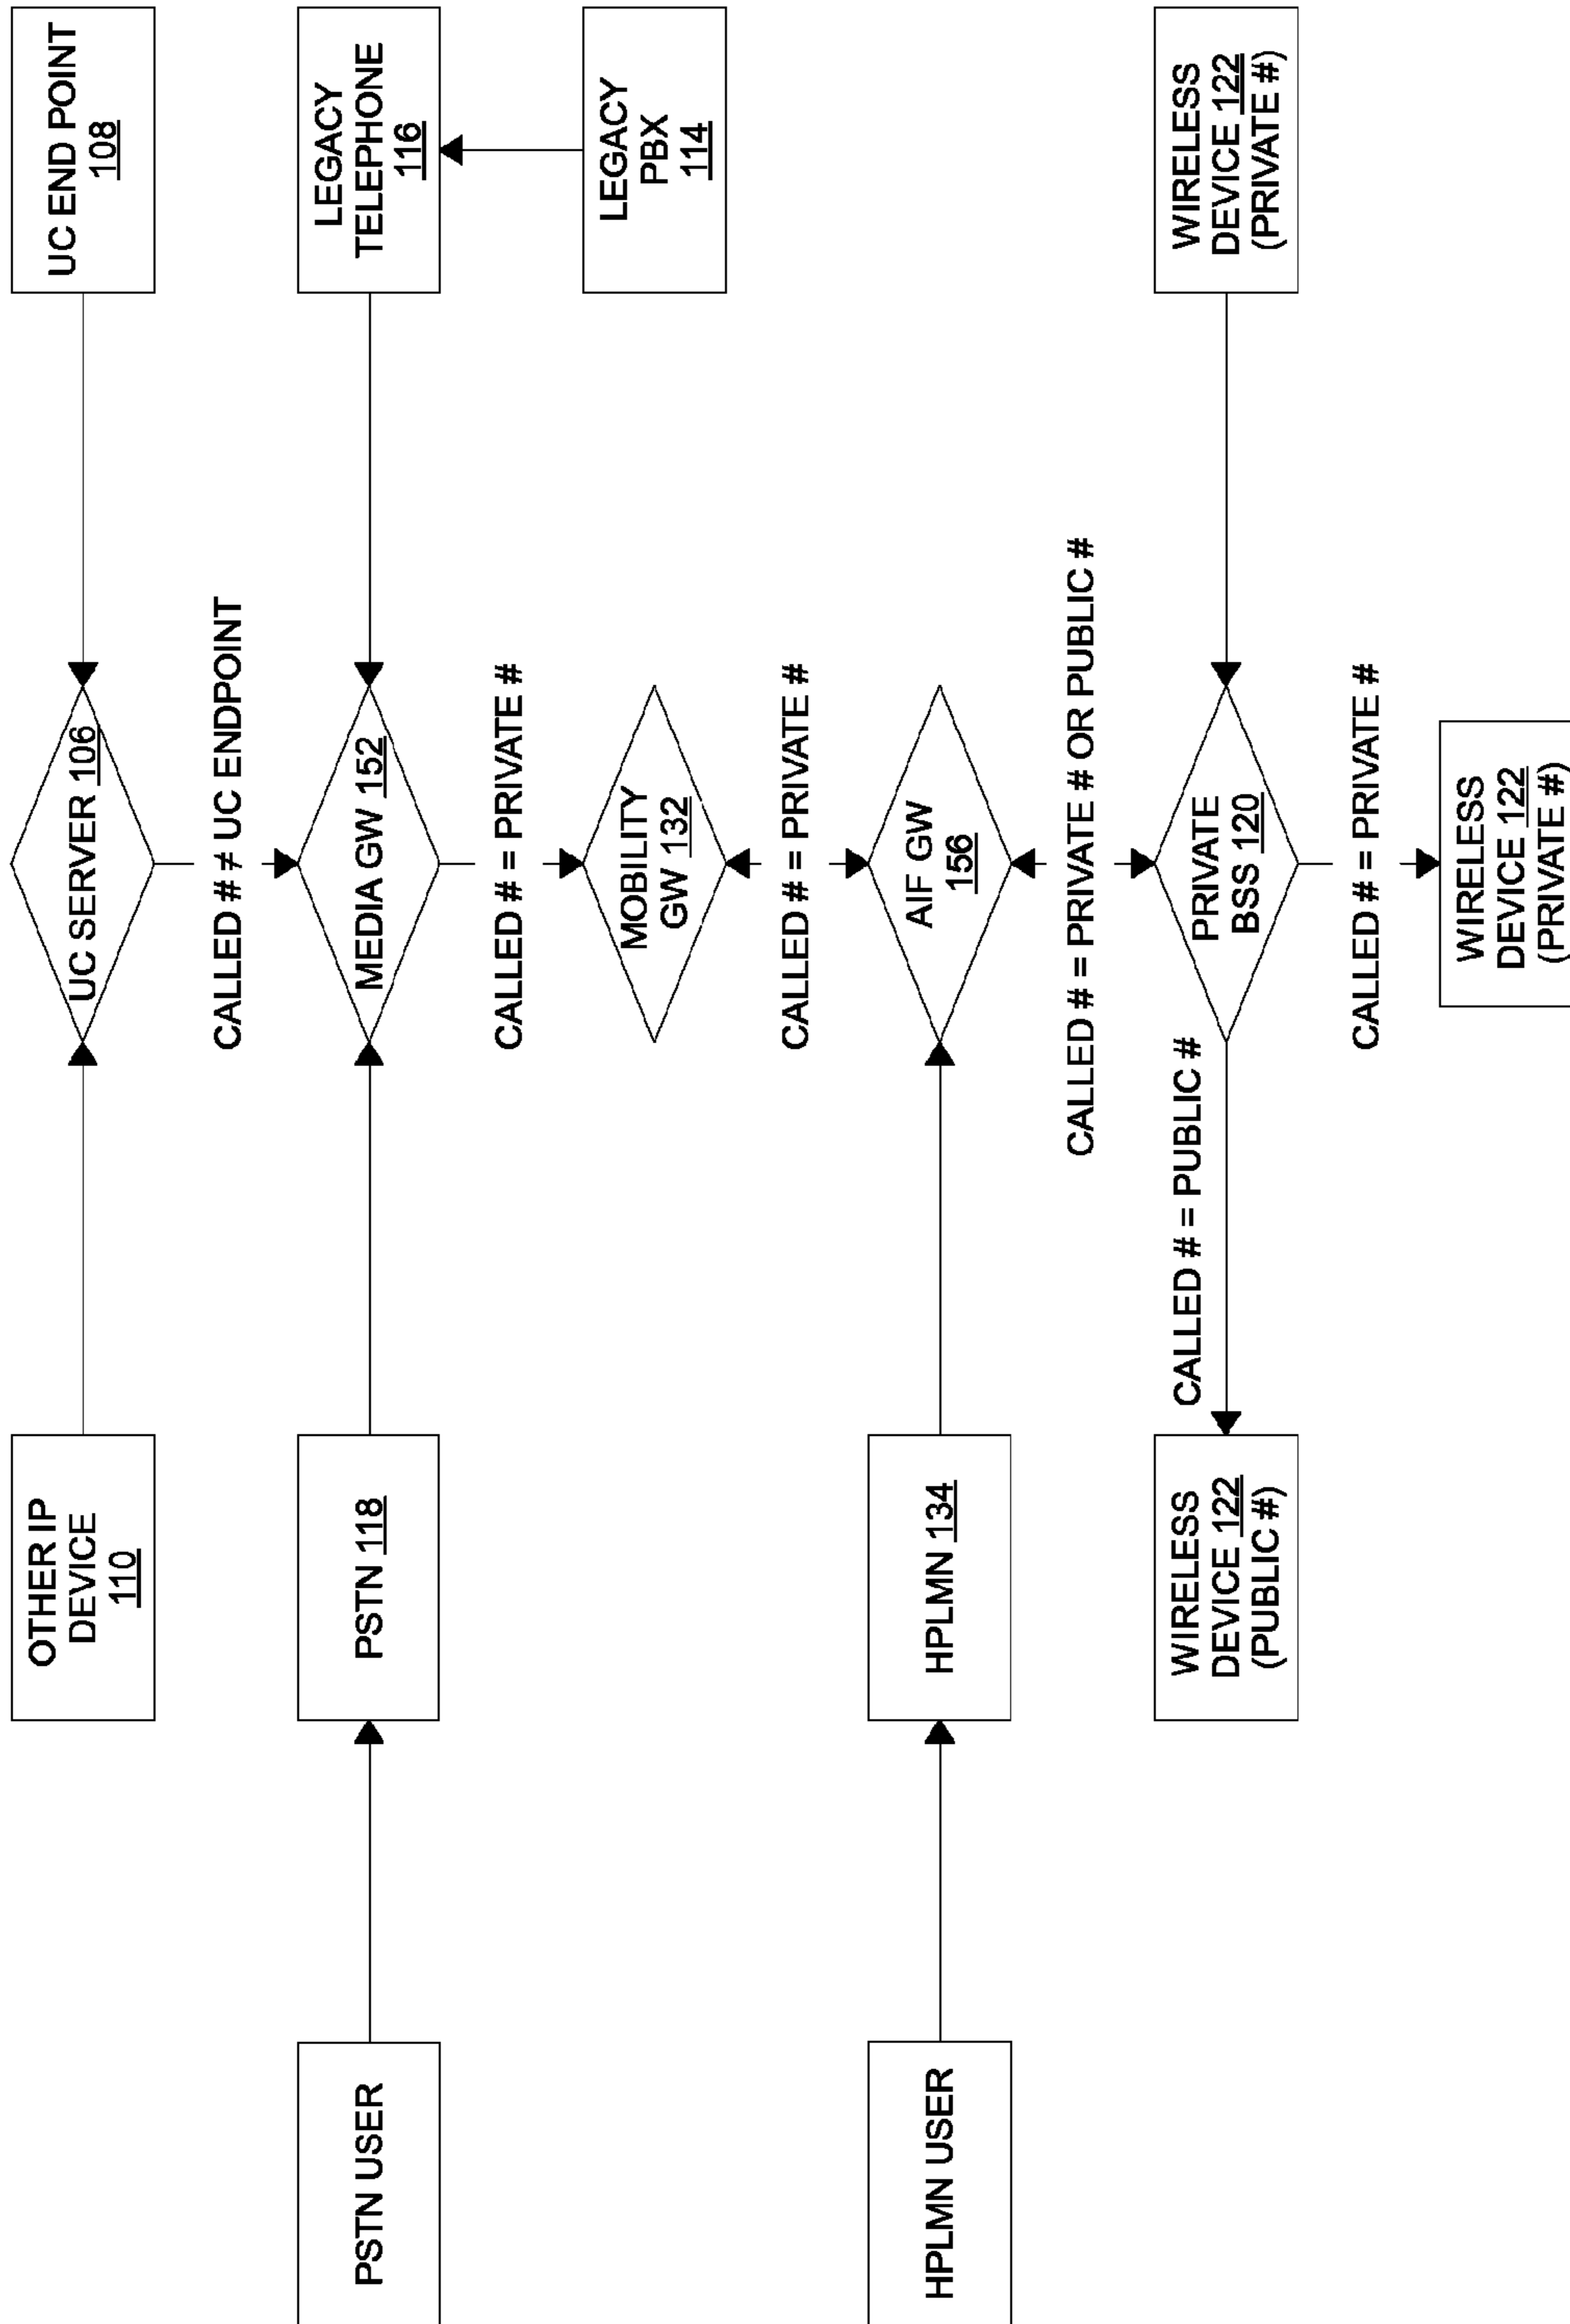 OTHER IP
DEVICE
110
UC SERVER 106
UC END POINT
108
CALLED # ≠ UC ENDPOINT
PSTN USER
PSTN 118
MEDIA GW 152
LEGACY
TELEPHONE
116
CALLED # = PRIVATE #
MOBILITY
GW 132
LEGACY
PBX
114
CALLED # = PRIVATE #
HPLMN USER
HPLMN 134
AIF GW
156
CALLED # = PRIVATE # OR PUBLIC #
WIRELESS
DEVICE 122
(PUBLIC #)
CALLED # = PUBLIC #
PRIVATE
BSS 120
WIRELESS
DEVICE 122
(PRIVATE #)
CALLED # = PRIVATE #
WIRELESS
DEVICE 122
(PRIVATE #)